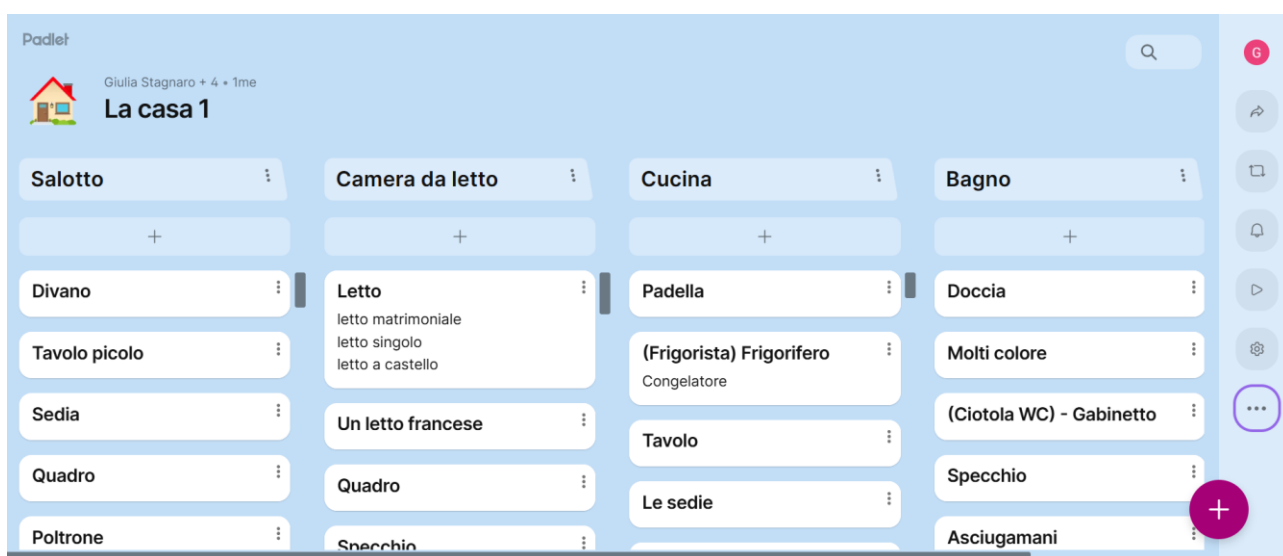 Padlet
Giulia Stagnaro + 4 • 1me
La casa 1
G
Salotto
Divano
Tavolo picolo
Sedia
Quadro
Poltrone
Camera da letto
Letto
letto matrimoniale
letto singolo
letto a castello
Un letto francese
Quadro
Specchio
Cucina
Padella
(Frigorista) Frigorifero
Congelatore
Tavolo
Le sedie
Bagno
Doccia
Molti colore
(Ciotola WC) - Gabinetto
Specchio
Asciugamani